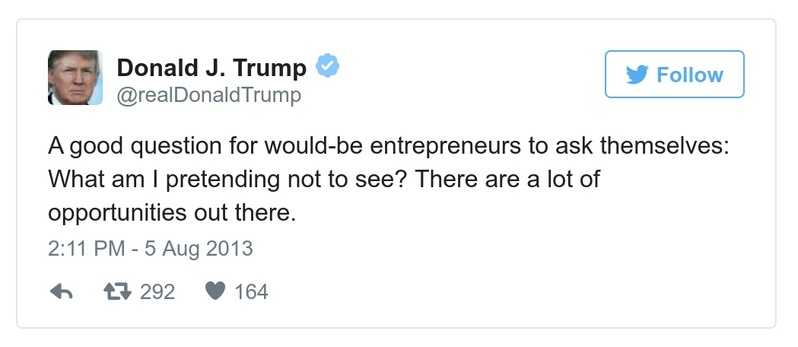 Donald J. Trump
@realDonaldTrump
Follow
A good question for would-be entrepreneurs to ask themselves:
What am I pretending not to see? There are a lot of
opportunities out there.
2:11 PM - 5 Aug 2013
292 164